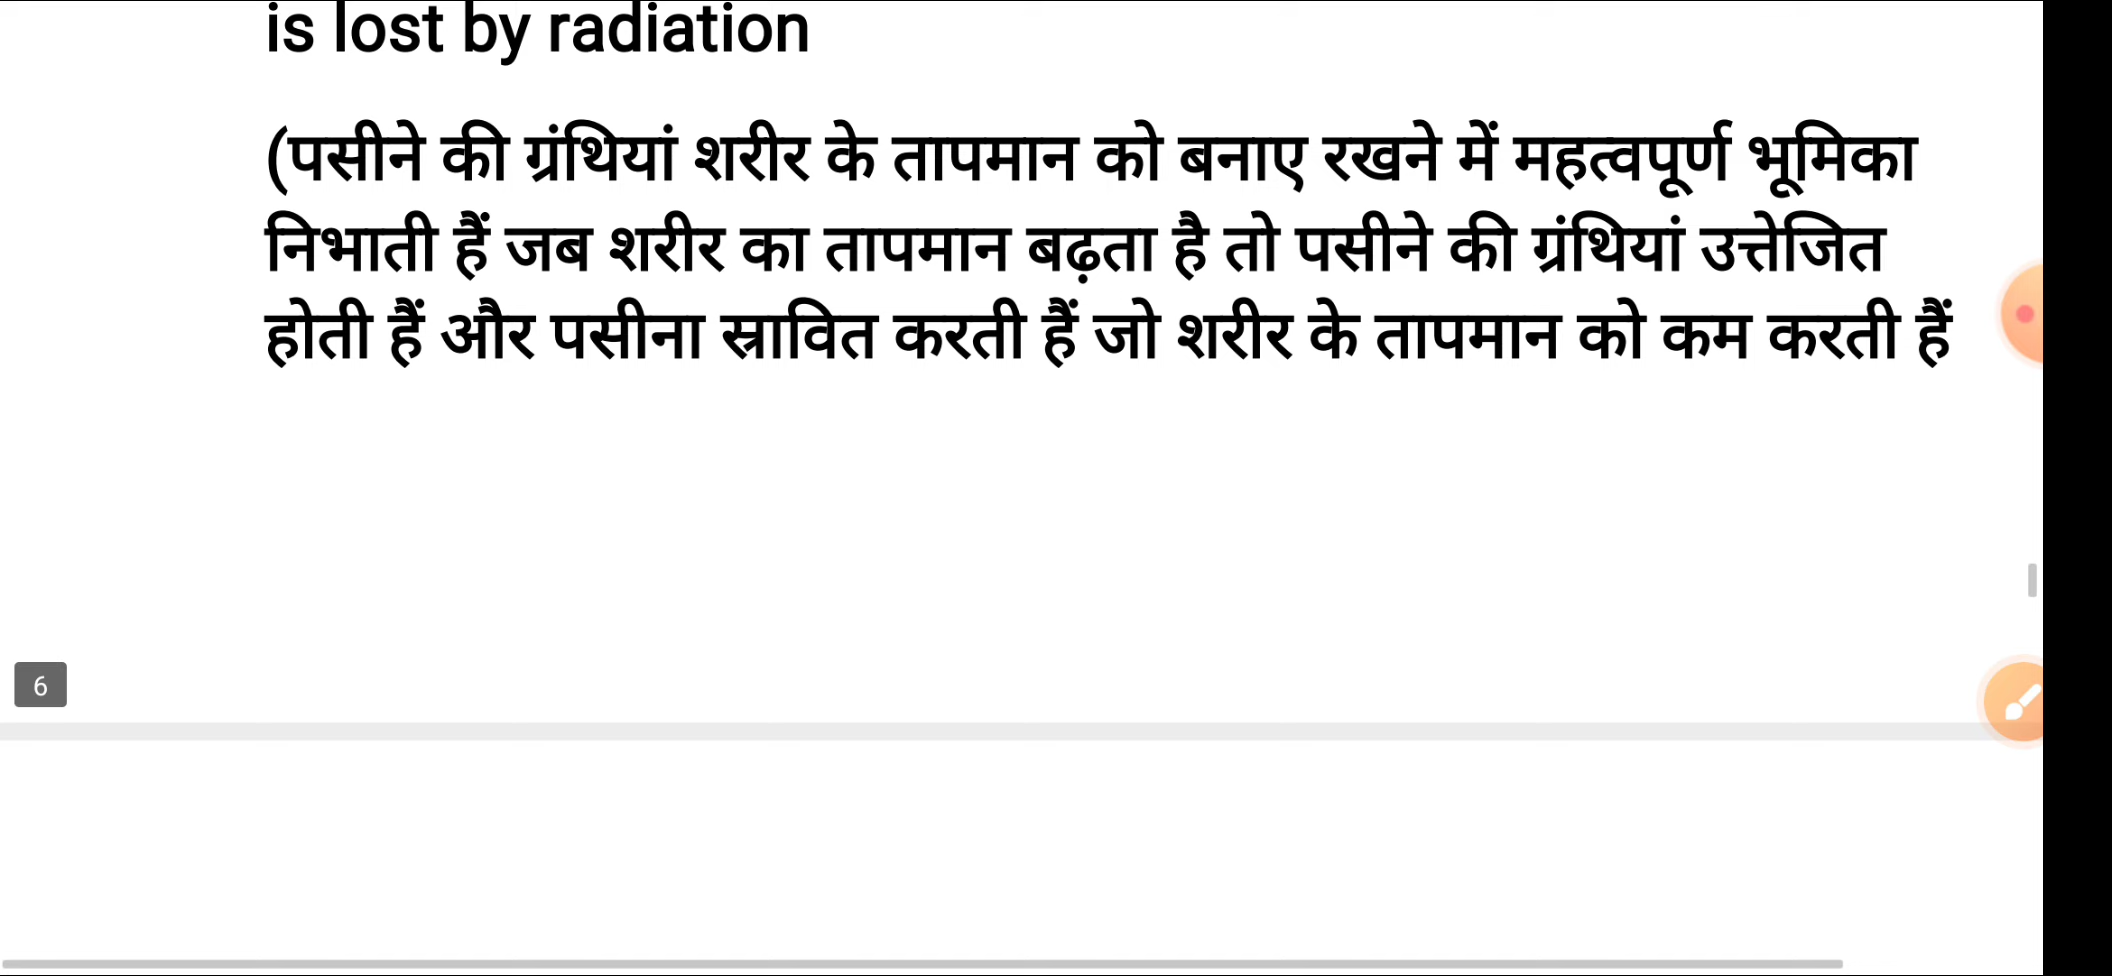 is lost by radiation
(पसीने की ग्रंथियां शरीर के तापमान को बनाए रखने में महत्वपूर्ण भूमिका
निभाती हैं जब शरीर का तापमान बढ़ता है तो पसीने की ग्रंथियां उत्तेजित
होती हैं और पसीना स्रावित करती हैं जो शरीर के तापमान को कम करती हैं
6